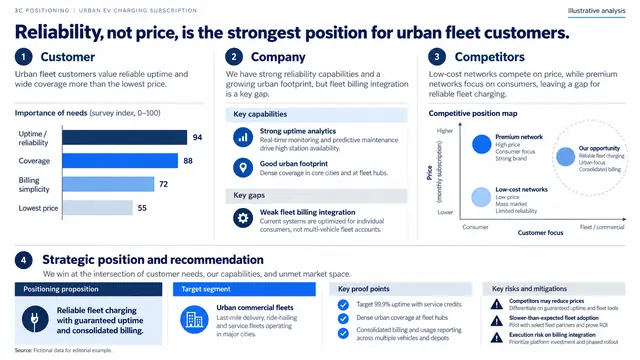 3C POSITIONING | URBAN EV CHARGING SUBSCRIPTION
Illustrative analysis
Reliability, not price, is the strongest position for urban fleet customers.
1 Customer
Urban fleet customers value reliable uptime and
wide coverage more than the lowest price.
Importance of needs (survey index, 0–100)
Uptime /
reliability
94
Coverage
88
Billing
simplicity
72
Lowest price
55
2 Company
We have strong reliability capabilities and a
growing urban footprint, but fleet billing integration
is a key gap.
Key capabilities
Strong uptime analytics
Real-time monitoring and predictive maintenance
drive high station availability.
Good urban footprint
Dense coverage in core cities and at fleet hubs.
Key gaps
Weak fleet billing integration
Current systems are optimized for individual
consumers, not multi-vehicle fleet accounts.
3 Competitors
Low-cost networks compete on price, while premium
networks focus on consumers, leaving a gap for
reliable fleet charging.
Competitive position map
Higher
Price
(monthly subscription)
Lower
Premium network
High price
Consumer focus
Strong brand
Our opportunity
Reliable fleet charging
Urban focus
Consolidated billing
Low-cost networks
Low price
Mass market
Limited reliability
Consumer
Customer focus
Fleet / commercial
4 Strategic position and recommendation
We win at the intersection of customer needs, our capabilities, and unmet market space.
Positioning proposition
Reliable fleet charging
with guaranteed uptime
and consolidated billing.
Target segment
Urban commercial fleets
Last-mile delivery, ride-hailing
and service fleets operating
in major cities.
Key proof points
Target 99.9% uptime with service credits
Dense urban coverage at fleet hubs
Consolidated billing and usage reporting
across multiple vehicles and depots
Key risks and mitigations
Competitors may reduce prices
Differentiate on guaranteed uptime and fleet tools
Slower-than-expected fleet adoption
Pilot with select fleet partners and prove ROI
Execution risk on billing integration
Prioritize platform investment and phased rollout
Source: Fictional data for editorial example.